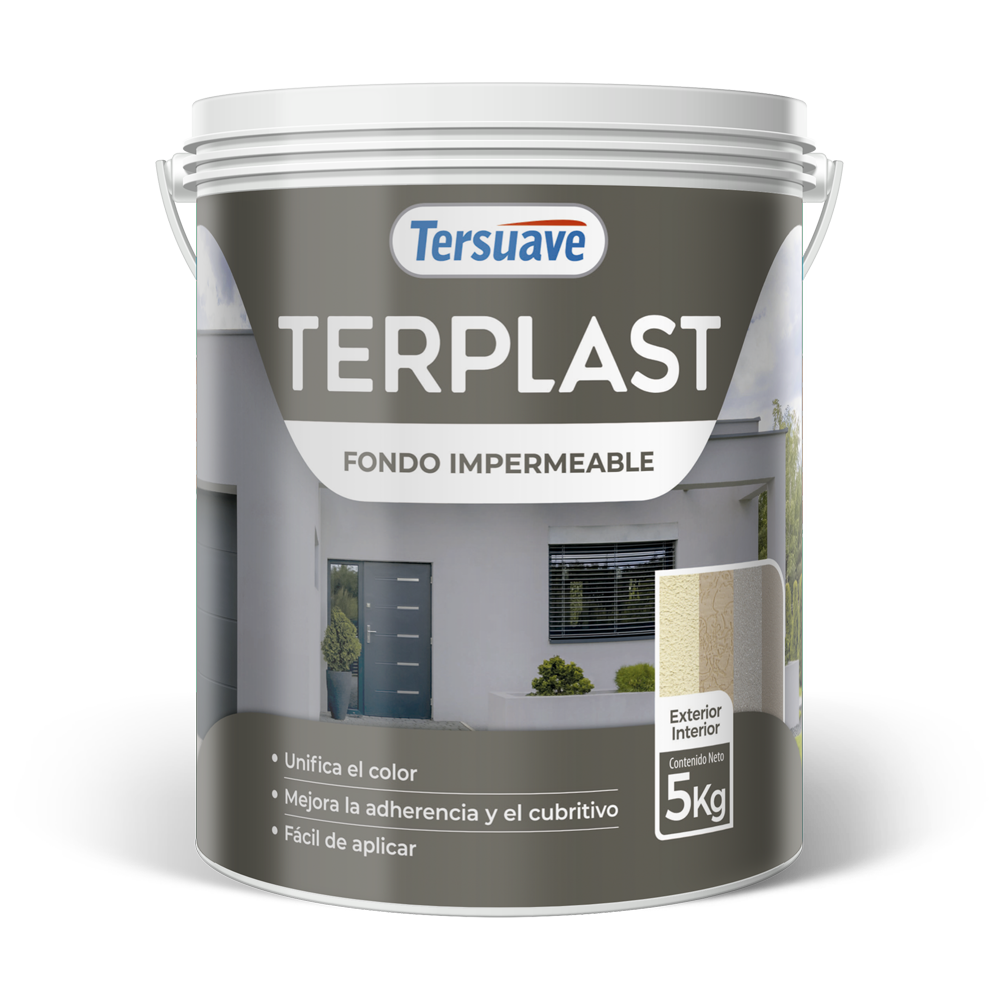 Tersuave
TERPLAST
FONDO IMPERMEABLE
Exterior
Interior
Contenido Neto
5Kg
• Unifica el color
• Mejora la adherencia y el cubritivo
• Fácil de aplicar